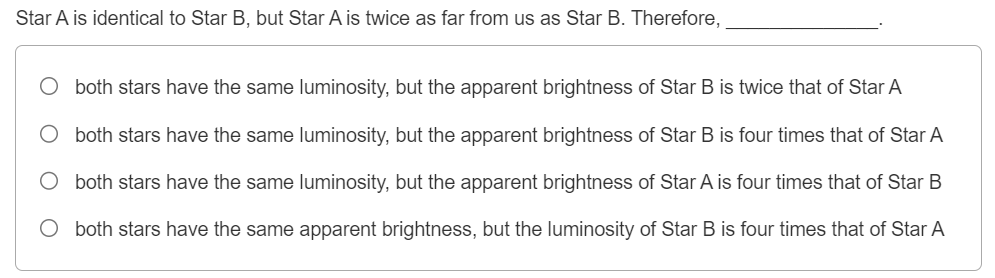 Star A is identical to Star B, but Star A is twice as far from us as Star B. Therefore, _______________.
both stars have the same luminosity, but the apparent brightness of Star B is twice that of Star A
both stars have the same luminosity, but the apparent brightness of Star B is four times that of Star A
both stars have the same luminosity, but the apparent brightness of Star A is four times that of Star B
both stars have the same apparent brightness, but the luminosity of Star B is four times that of Star A